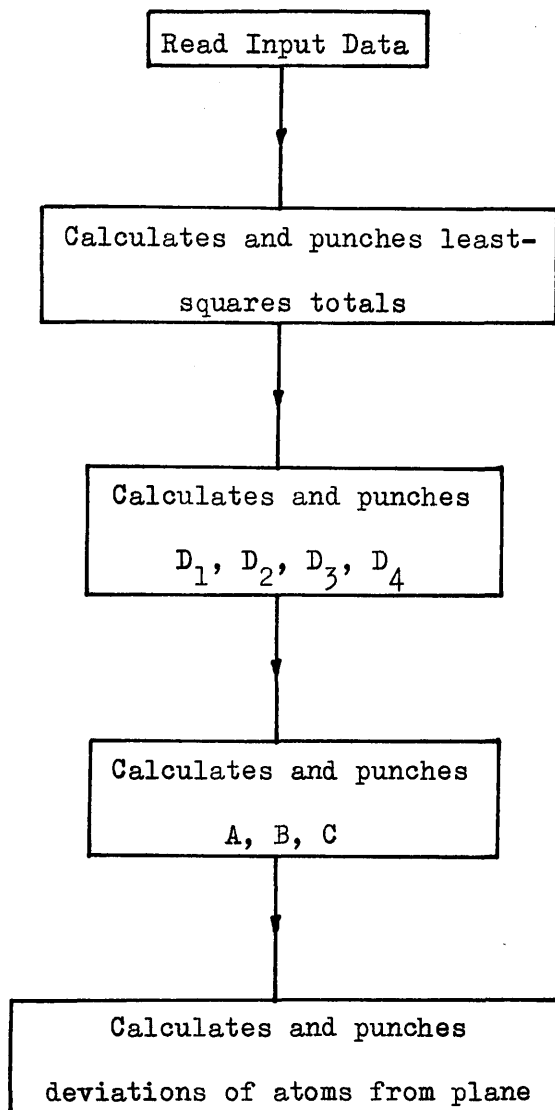 Read Input Data
Calculates and punches least-
squares totals
Calculates and punches
D₁, D₂, D₃, D₄
Calculates and punches
A, B, C
Calculates and punches
deviations of atoms from plane